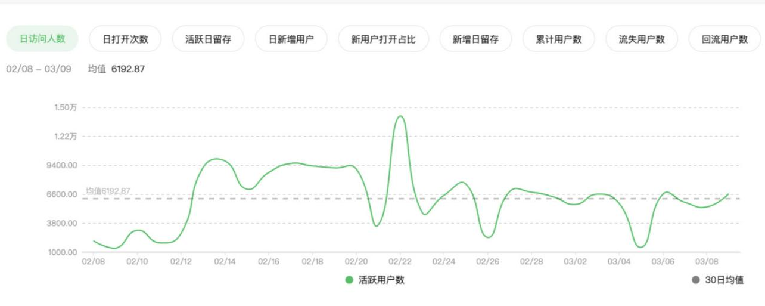 日访问人数 日打开次数 活跃日留存 日新增用户 新用户打开占比 新增日留存 累计用户数 流失用户数 回流用户数
02/08 - 03/09 均值 6192.87
1.50万
1.22万
9400.00
6600.00
均值6192.87
3800.00
1000.00
02/08 02/10 02/12 02/14 02/16 02/18 02/20 02/22 02/24 02/26 02/28 03/02 03/04 03/06 03/08
活跃用户数 30日均值